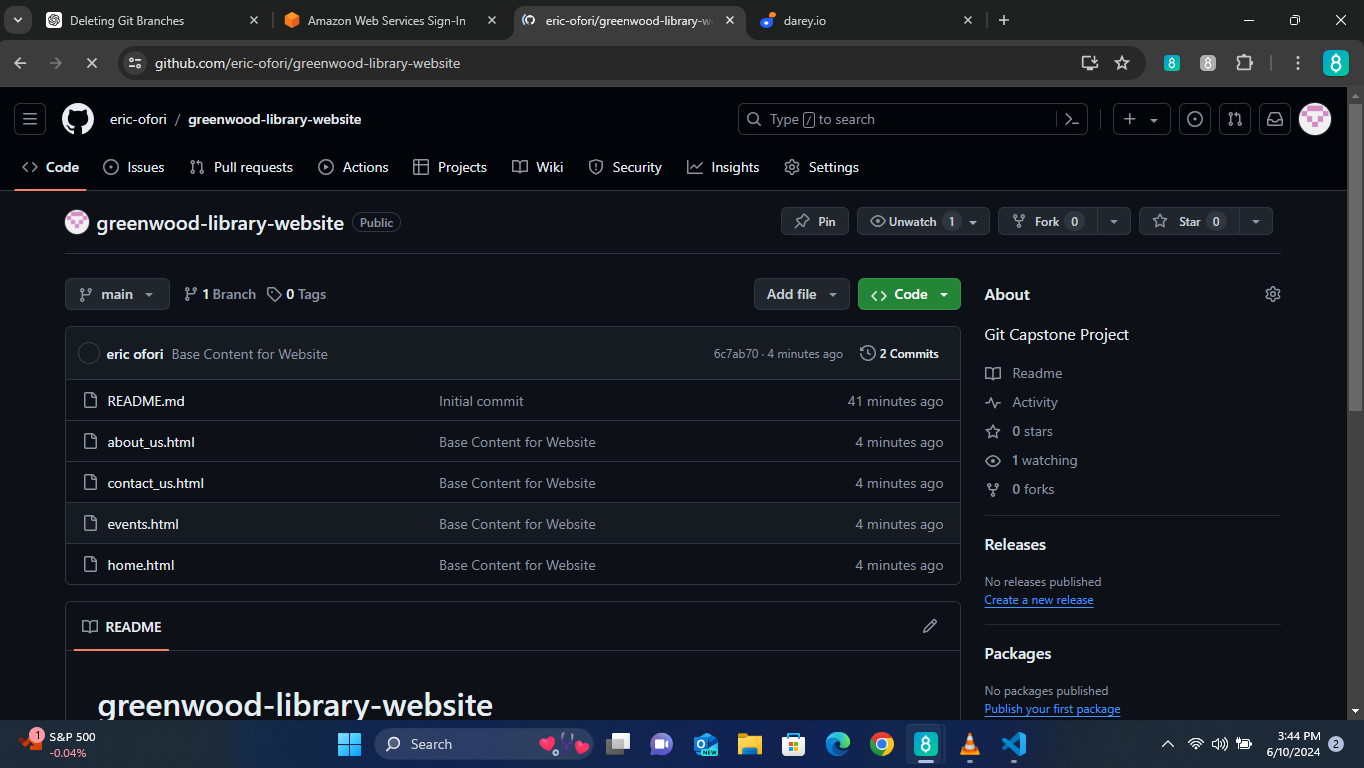 Deleting Git Branches
Amazon Web Services Sign-In
eric-ofori/greenwood-library-w
darey.io
github.com/eric-ofori/greenwood-library-website
eric-ofori / greenwood-library-website
Type / to search
Code
Issues
Pull requests
Actions
Projects
Wiki
Security
Insights
Settings
greenwood-library-website Public
Pin
Unwatch 1
Fork 0
Star 0
main
1 Branch
0 Tags
Add file
Code
eric ofori Base Content for Website 6c7ab70 · 4 minutes ago 2 Commits
README.md Initial commit 41 minutes ago
about_us.html Base Content for Website 4 minutes ago
contact_us.html Base Content for Website 4 minutes ago
events.html Base Content for Website 4 minutes ago
home.html Base Content for Website 4 minutes ago
README
greenwood-library-website
About
Git Capstone Project
Readme
Activity
0 stars
1 watching
0 forks
Releases
No releases published
Create a new release
Packages
No packages published
Publish your first package
1
S&P 500
-0.04%
Search
NEW
3:44 PM
6/10/2024
2